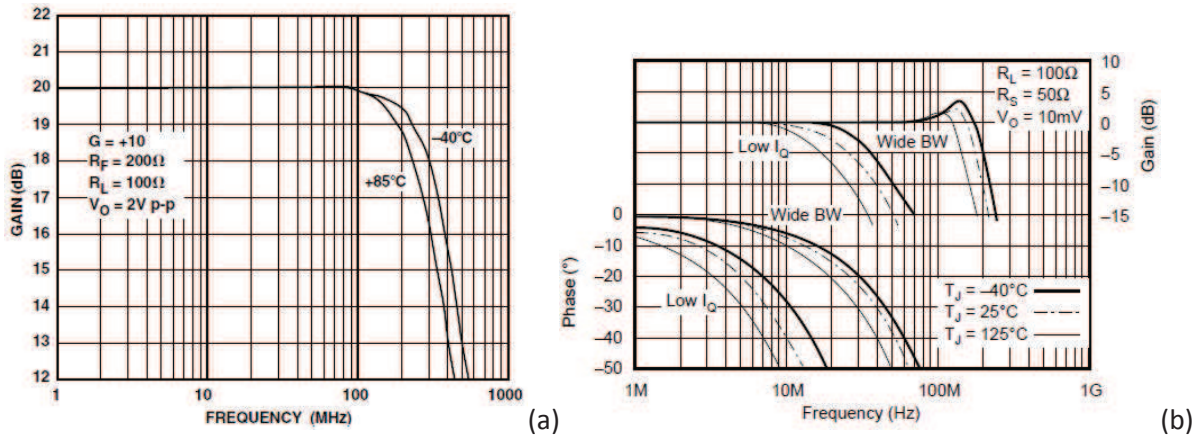 22
21
20
19
18
17
16
15
14
13
12
GAIN (dB)
G = +10
R_F = 200Ω
R_L = 100Ω
V_O = 2V p-p
–40°C
+85°C
1 10 100 1000
FREQUENCY (MHz)
(a)
R_L = 100Ω
R_S = 50Ω
V_O = 10mV
Low I_Q
Wide BW
10
5
0
–5
–10
–15
Gain (dB)
Wide BW
Low I_Q
0
–10
–20
–30
–40
–50
Phase (°)
T_J = –40°C
T_J = 25°C
T_J = 125°C
1M 10M 100M 1G
Frequency (Hz)
(b)